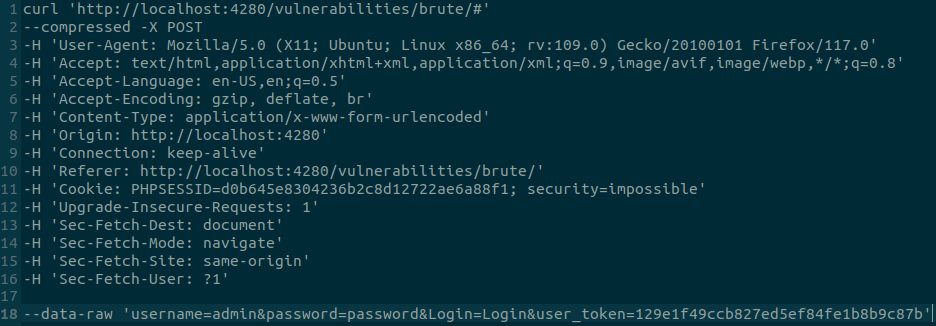 1 curl 'http://localhost:4280/vulnerabilities/brute/#'
2 --compressed -X POST
3 -H 'User-Agent: Mozilla/5.0 (X11; Ubuntu; Linux x86_64; rv:109.0) Gecko/20100101 Firefox/117.0'
4 -H 'Accept: text/html,application/xhtml+xml,application/xml;q=0.9,image/avif,image/webp,*/*;q=0.8'
5 -H 'Accept-Language: en-US,en;q=0.5'
6 -H 'Accept-Encoding: gzip, deflate, br'
7 -H 'Content-Type: application/x-www-form-urlencoded'
8 -H 'Origin: http://localhost:4280'
9 -H 'Connection: keep-alive'
10 -H 'Referer: http://localhost:4280/vulnerabilities/brute/'
11 -H 'Cookie: PHPSESSID=d0b645e8304236b2c8d12722ae6a88f1; security=impossible'
12 -H 'Upgrade-Insecure-Requests: 1'
13 -H 'Sec-Fetch-Dest: document'
14 -H 'Sec-Fetch-Mode: navigate'
15 -H 'Sec-Fetch-Site: same-origin'
16 -H 'Sec-Fetch-User: ?1'
17
18 --data-raw 'username=admin&password=password&Login=Login&user_token=129e1f49ccb827ed5ef84fe1b8b9c87b'